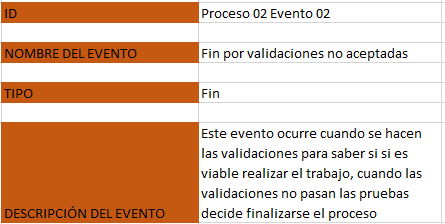 ID Proceso 02 Evento 02
NOMBRE DEL EVENTO Fin por validaciones no aceptadas
TIPO Fin
DESCRIPCIÓN DEL EVENTO
Este evento ocurre cuando se hacen
las validaciones para saber si si es
viable realizar el trabajo, cuando las
validaciones no pasan las pruebas
decide finalizarse el proceso